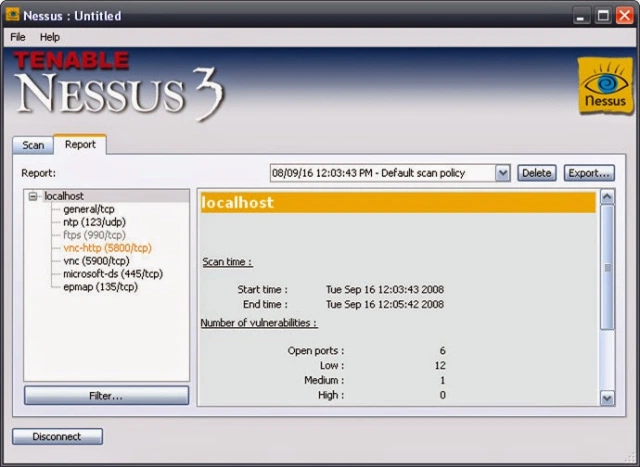 Nessus : Untitled
File Help
TENABLE
NESSUS 3
nessus
Scan Report
Report: 08/09/16 12:03:43 PM - Default scan policy Delete Export...
localhost
general/tcp
ntp (123/udp)
ftps (990/tcp)
vnc-http (5800/tcp)
vnc (5900/tcp)
microsoft-ds (445/tcp)
epmap (135/tcp)
Filter...
localhost
Scan time :
Start time : Tue Sep 16 12:03:43 2008
End time : Tue Sep 16 12:05:42 2008
Number of vulnerabilities :
Open ports : 6
Low : 12
Medium : 1
High : 0
Disconnect